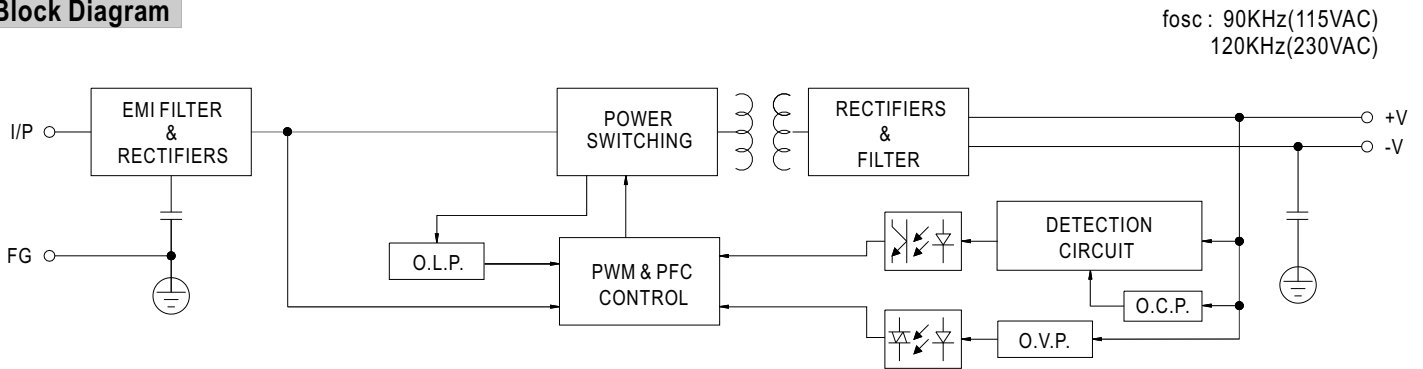 Block Diagram
fosc : 90KHz(115VAC)
120KHz(230VAC)
I/P
EMI FILTER
&
RECTIFIERS
POWER
SWITCHING
RECTIFIERS
&
FILTER
+V
-V
FG
O.L.P.
PWM & PFC
CONTROL
DETECTION
CIRCUIT
O.C.P.
O.V.P.